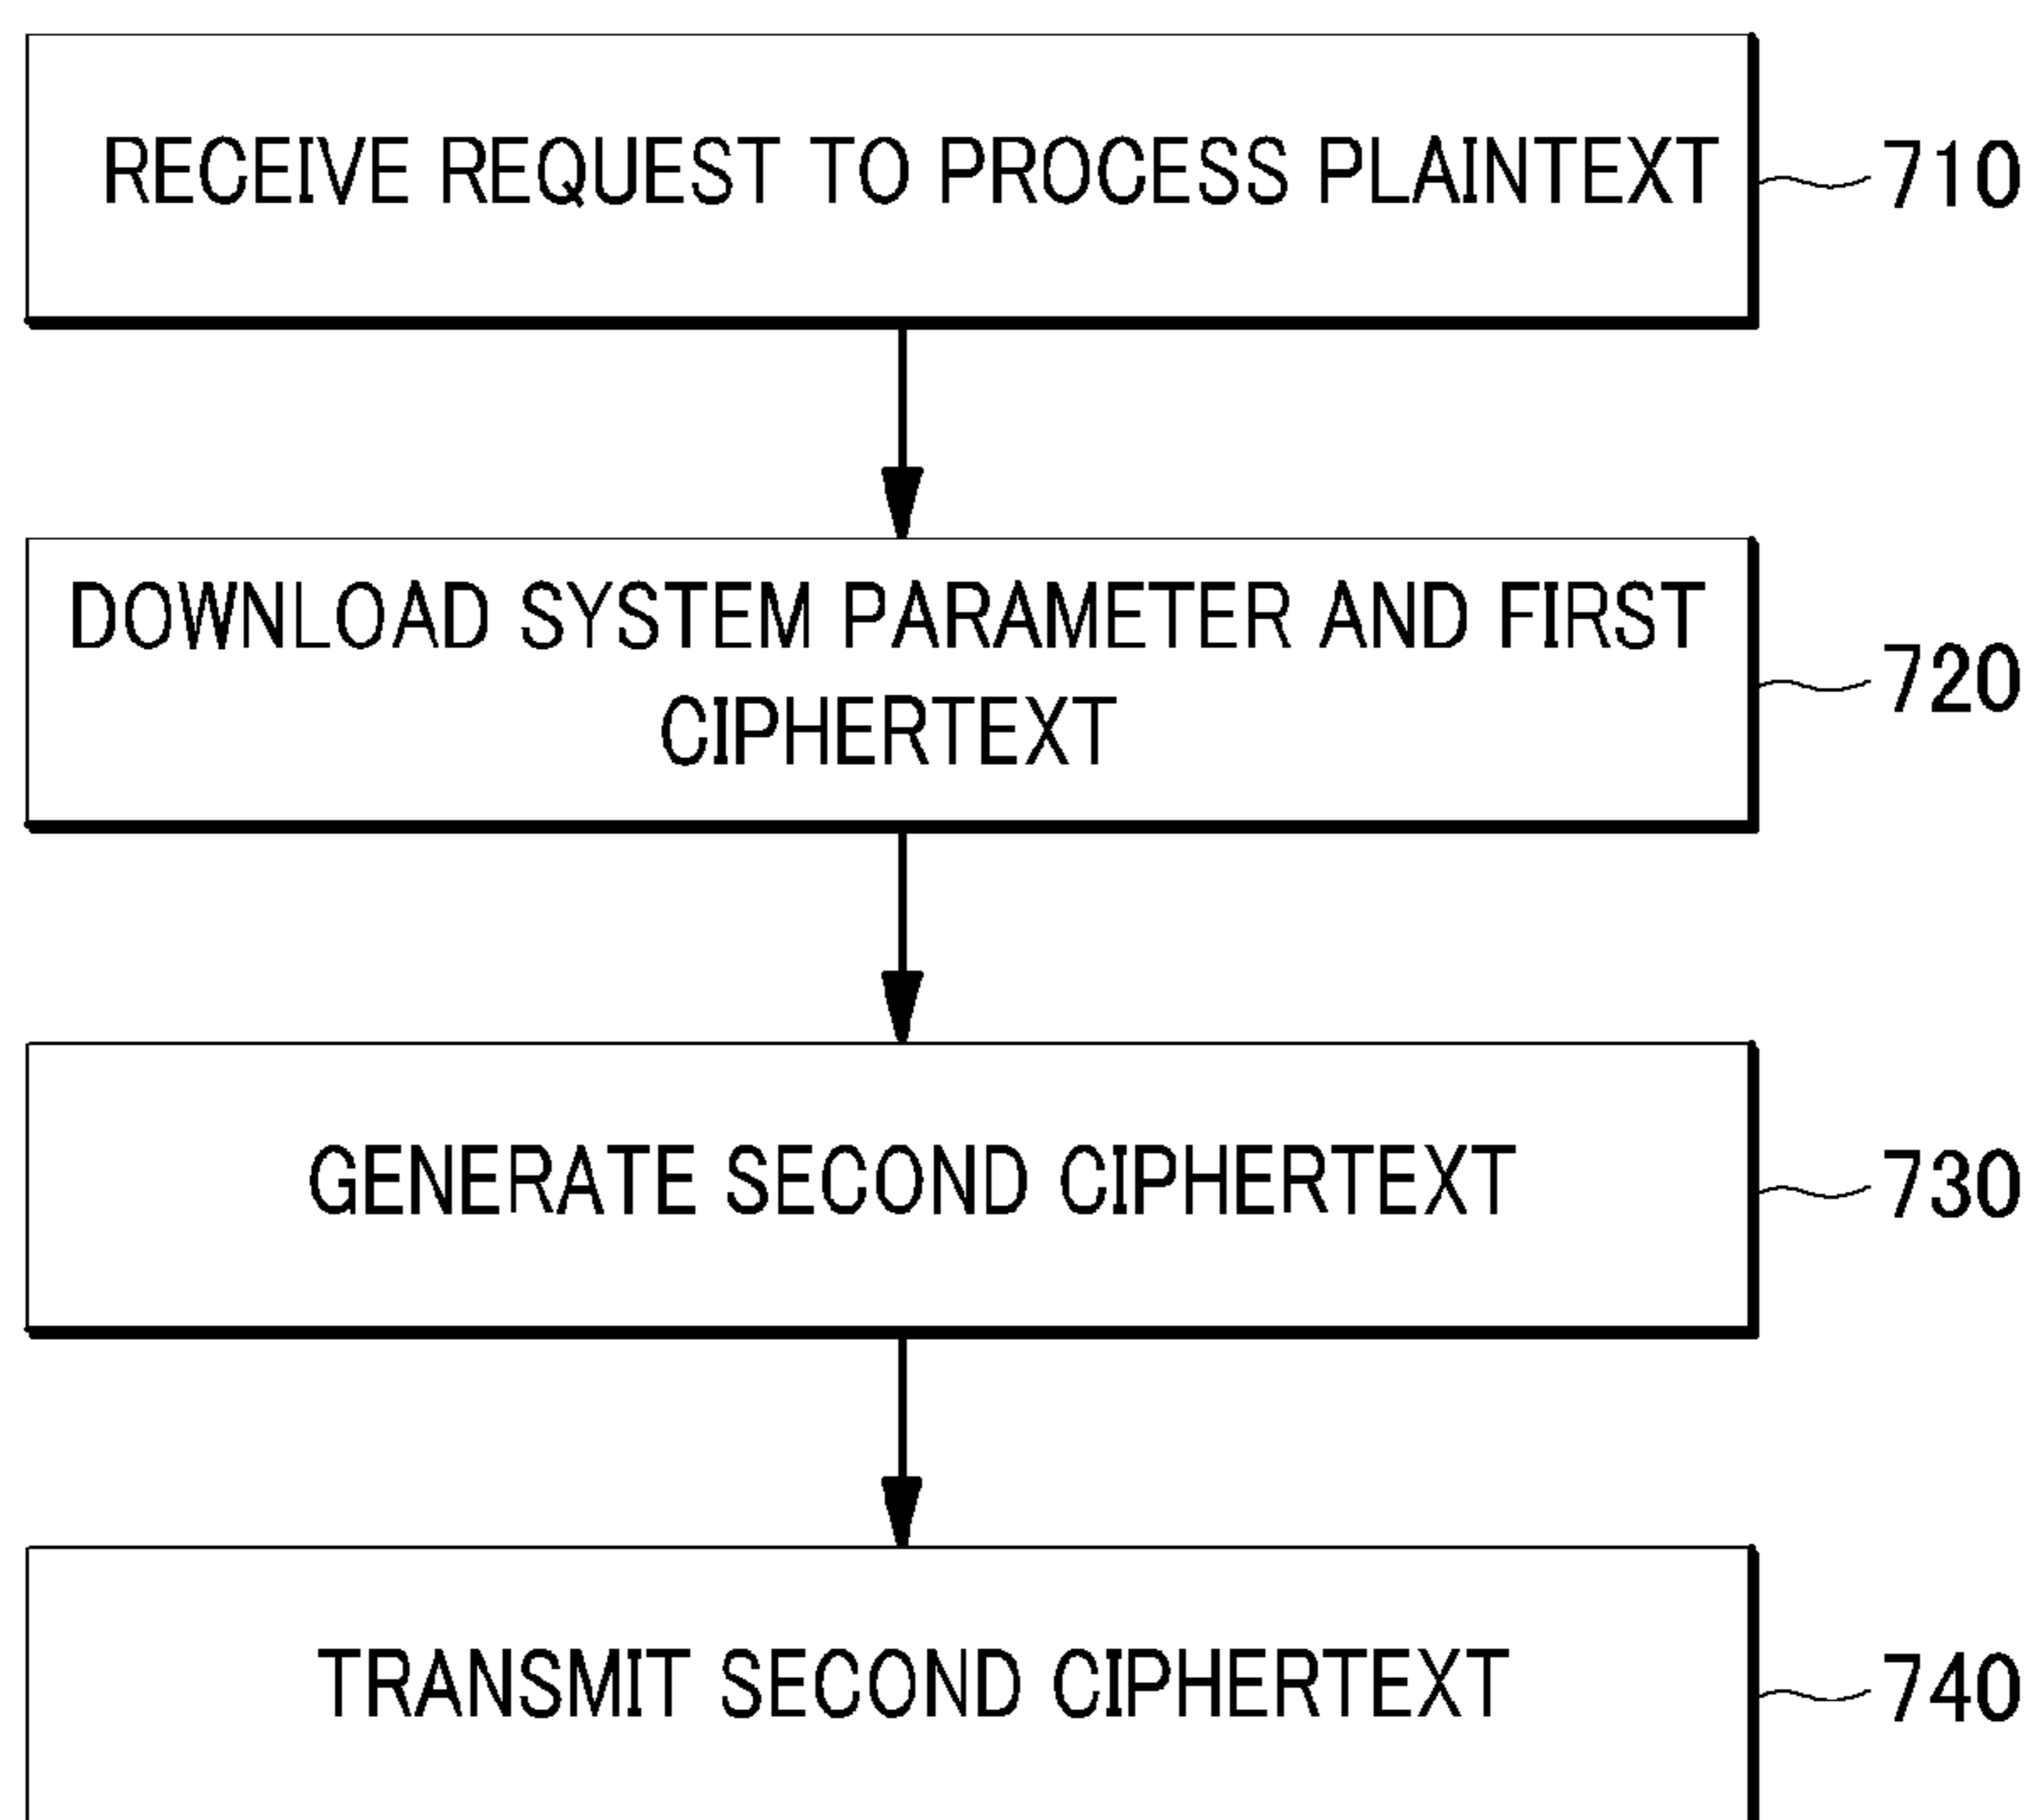 RECEIVE REQUEST TO PROCESS PLAINTEXT
710
DOWNLOAD SYSTEM PARAMETER AND FIRST
CIPHERTEXT
720
GENERATE SECOND CIPHERTEXT
730
TRANSMIT SECOND CIPHERTEXT
740